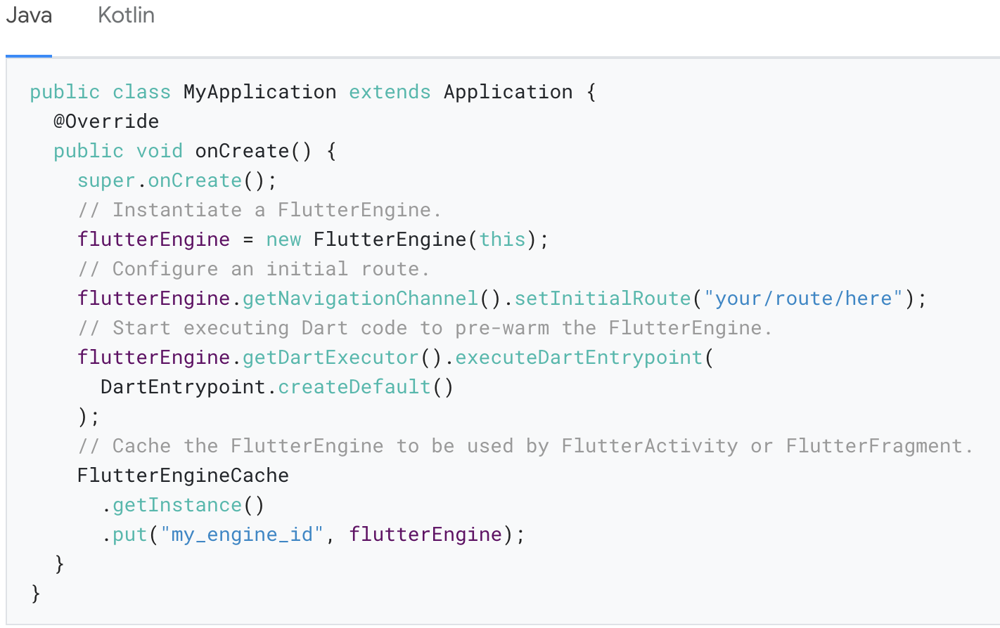 Java Kotlin
public class MyApplication extends Application {
  @Override
  public void onCreate() {
    super.onCreate();
    // Instantiate a FlutterEngine.
    flutterEngine = new FlutterEngine(this);
    // Configure an initial route.
    flutterEngine.getNavigationChannel().setInitialRoute("your/route/here");
    // Start executing Dart code to pre-warm the FlutterEngine.
    flutterEngine.getDartExecutor().executeDartEntrypoint(
      DartEntrypoint.createDefault()
    );
    // Cache the FlutterEngine to be used by FlutterActivity or FlutterFragment.
    FlutterEngineCache
      .getInstance()
      .put("my_engine_id", flutterEngine);
  }
}